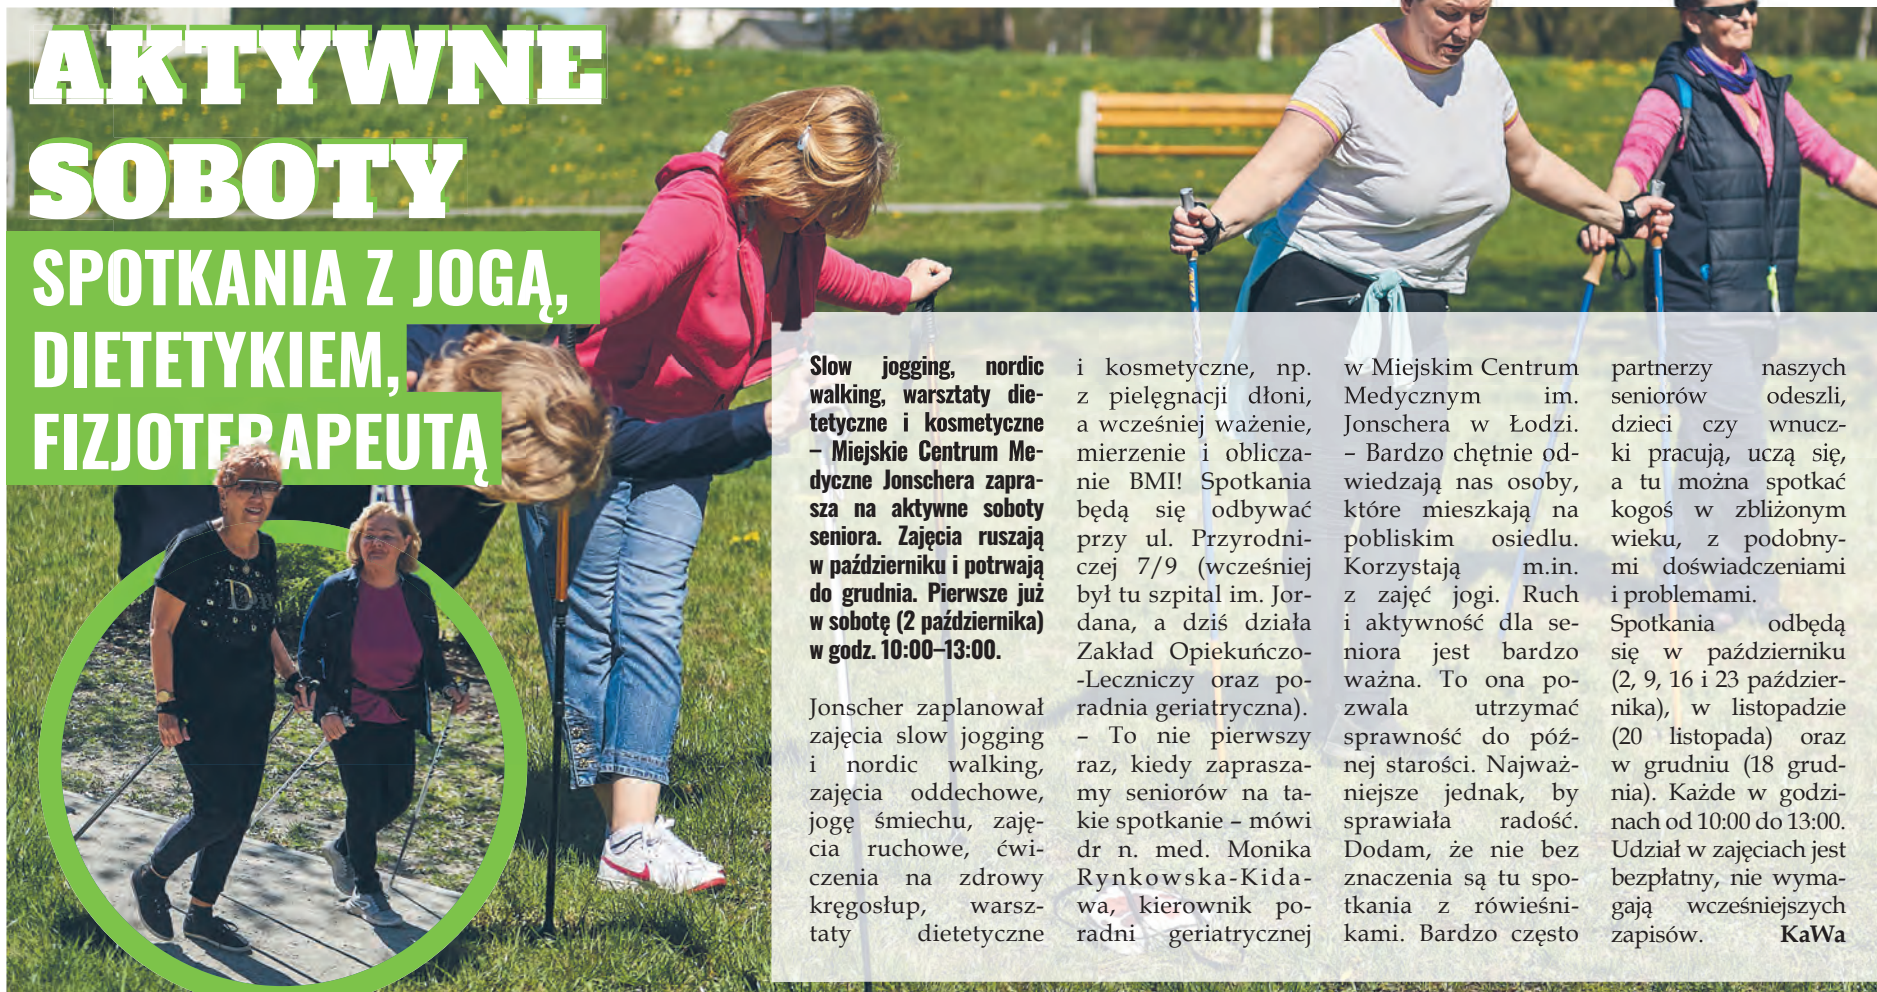 AKTYWNE
SOBOTY
SPOTKANIA Z JOGĄ,
DIETETYKIEM,
FIZJOTERAPEUTĄ
Slow jogging, nordic
walking, warsztaty die-
tetyczne i kosmetyczne
– Miejskie Centrum Me-
dyczne Jonschera zapra-
sza na aktywne soboty
seniora. Zajęcia ruszają
w październiku i potrwają
do grudnia. Pierwsze już
w sobotę (2 października)
w godz. 10:00–13:00.
Jonscher zaplanował
zajęcia slow jogging
i nordic walking,
zajęcia oddechowe,
jogę śmiechu, zaję-
cia ruchowe, ćwi-
czenia na zdrowy
kręgosłup, warsz-
taty dietetyczne
i kosmetyczne, np.
z pielęgnacji dłoni,
a wcześniej ważenie,
mierzenie i oblicza-
nie BMI! Spotkania
będą się odbywać
przy ul. Przyrodni-
czej 7/9 (wcześniej
był tu szpital im. Jor-
dana, a dziś działa
Zakład Opiekuńczo-
-Leczniczy oraz po-
radnia geriatryczna).
– To nie pierwszy
raz, kiedy zaprasza-
my seniorów na ta-
kie spotkanie – mówi
dr n. med. Monika
Rynkowska-Kida-
wa, kierownik po-
radni geriatrycznej
w Miejskim Centrum
Medycznym im.
Jonschera w Łodzi.
– Bardzo chętnie od-
wiedzają nas osoby,
które mieszkają na
pobliskim osiedlu.
Korzystają m.in.
z zajęć jogi. Ruch
i aktywność dla se-
niora jest bardzo
ważna. To ona po-
zwala utrzymać
sprawność do póź-
nej starości. Najważ-
niejsze jednak, by
sprawiała radość.
Dodam, że nie bez
znaczenia są tu spo-
tkania z rówieśni-
kami. Bardzo często
partnerzy naszych
seniorów odeszli,
dzieci czy wnucz-
ki pracują, uczą się,
a tu można spotkać
kogoś w zbliżonym
wieku, z podobny-
mi doświadczeniami
i problemami.
Spotkania odbędą
się w październiku
(2, 9, 16 i 23 paździer-
nika), w listopadzie
(20 listopada) oraz
w grudniu (18 grud-
nia). Każde w godzi-
nach od 10:00 do 13:00.
Udział w zajęciach jest
bezpłatny, nie wyma-
gają wcześniejszych
zapisów. KaWa